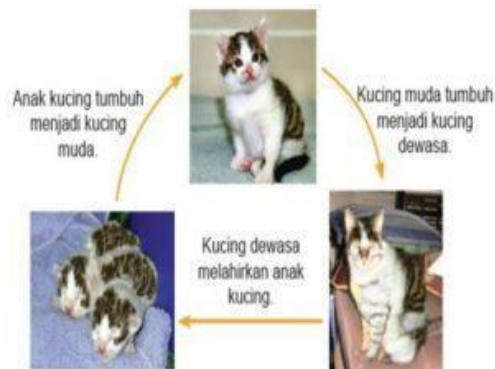 Anak kucing tumbuh
menjadi kucing
muda.
Kucing muda tumbuh
menjadi kucing
dewasa.
Kucing dewasa
melahirkan anak
kucing.